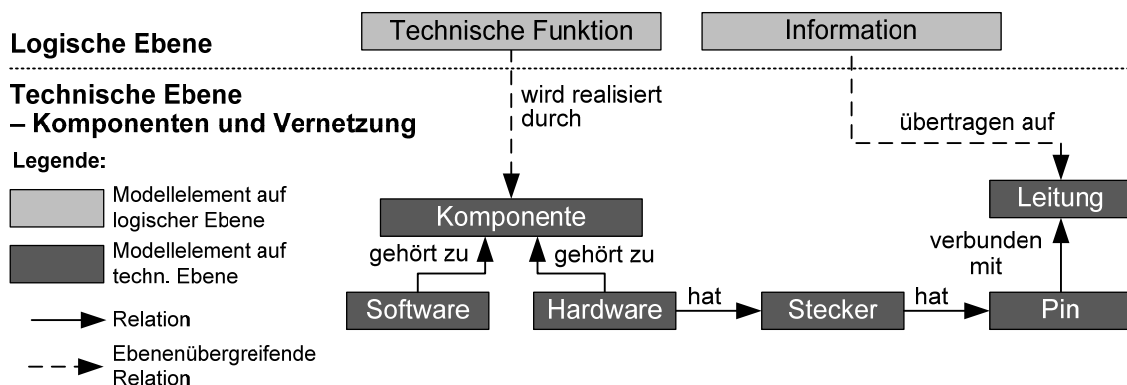 Logische Ebene
Technische Funktion
Information
Technische Ebene
– Komponenten und Vernetzung
wird realisiert
durch
übertragen auf
Legende:
Modellelement auf
logischer Ebene
Modellelement auf
techn. Ebene
Relation
Ebenenübergreifende
Relation
Komponente
Leitung
gehört zu
gehört zu
verbunden
mit
Software
Hardware
hat
Stecker
hat
Pin